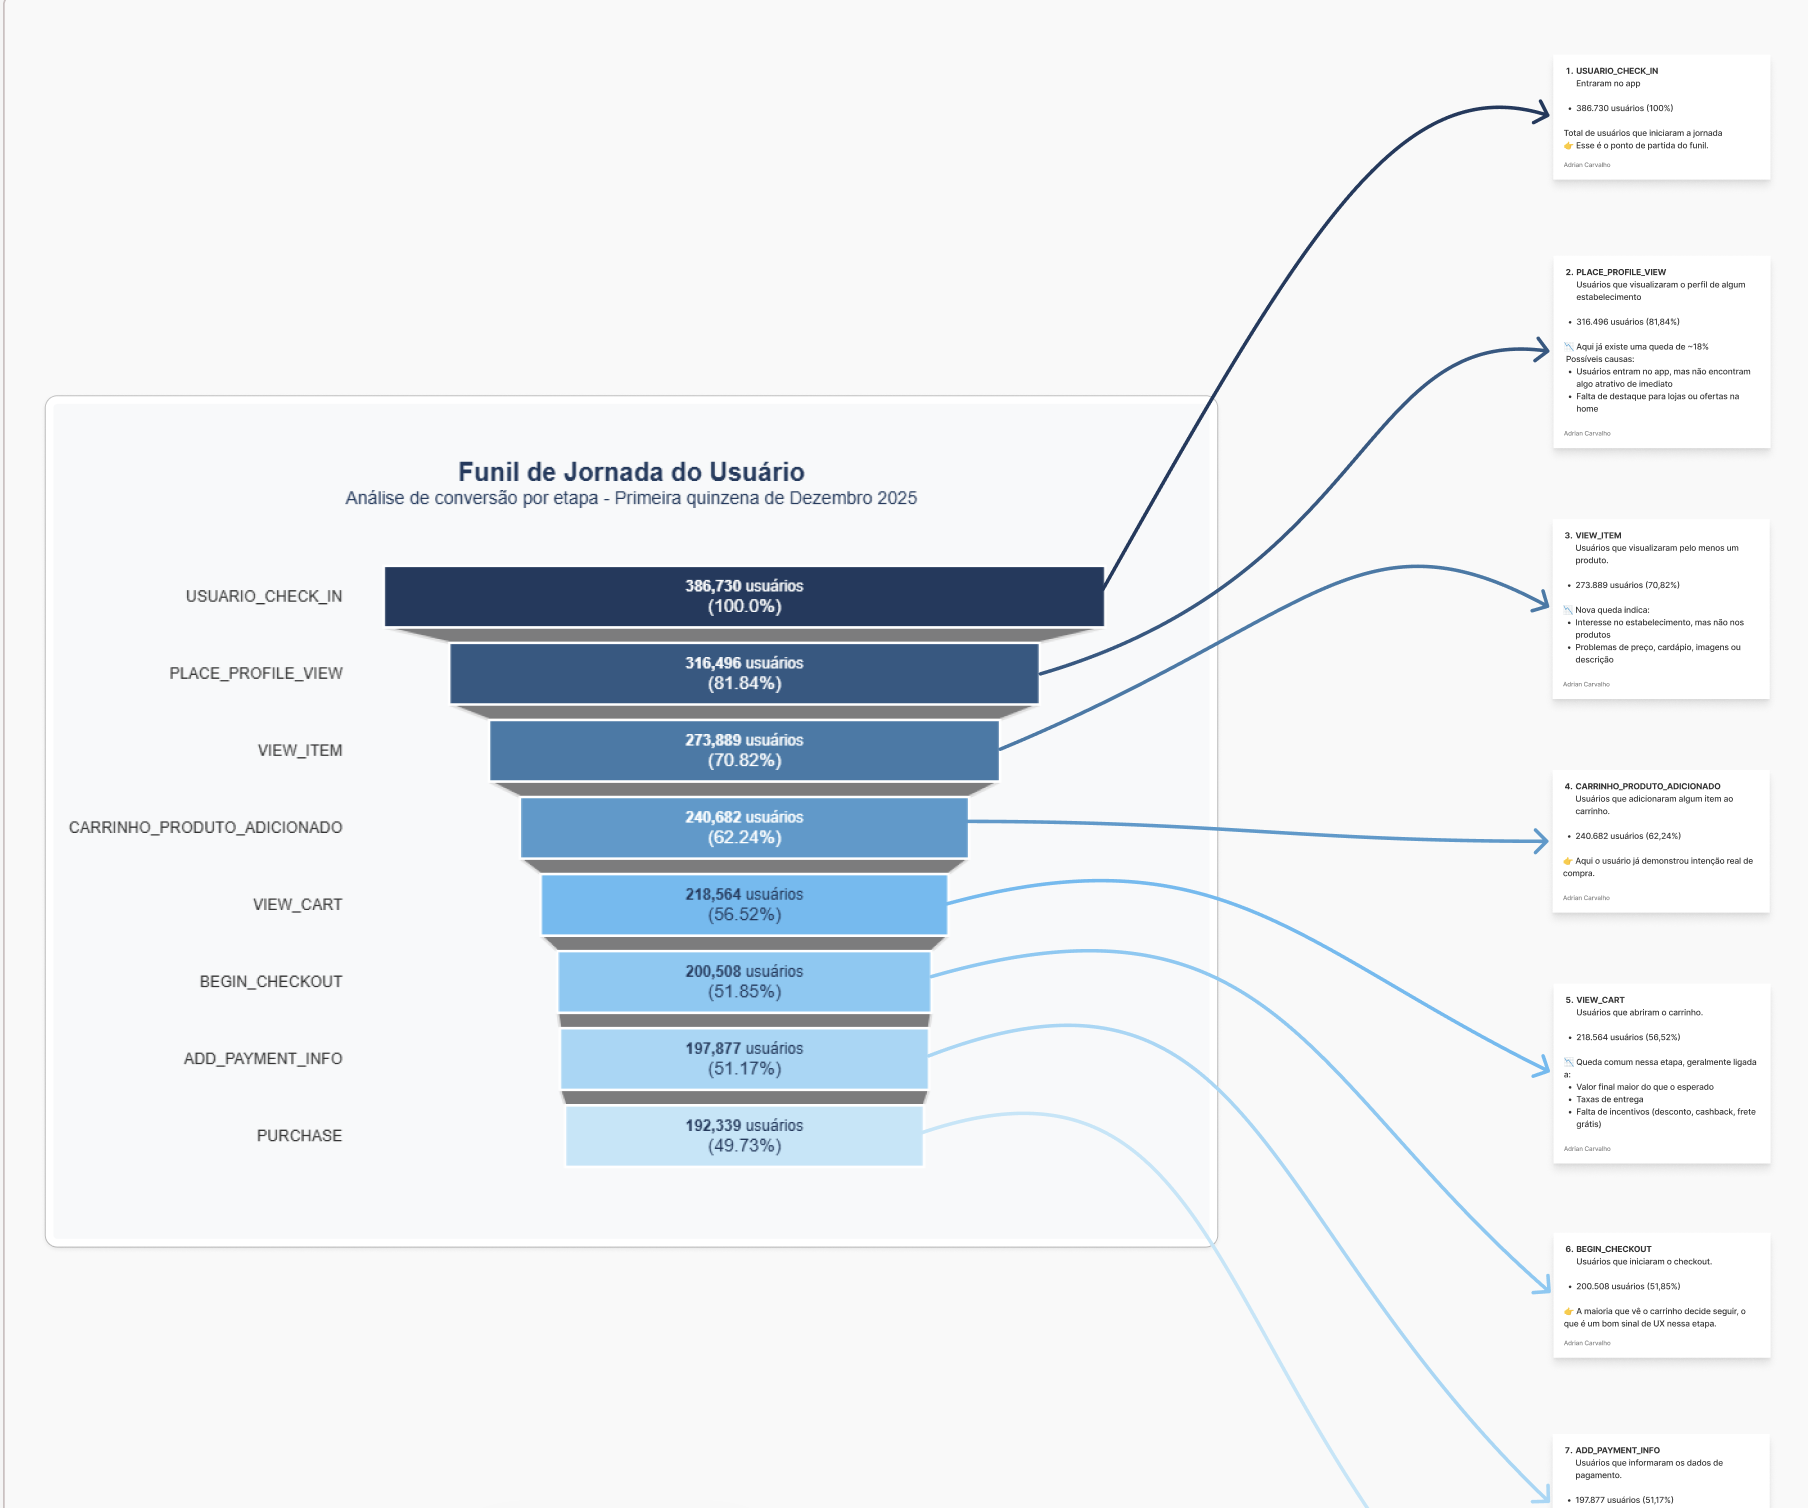 Funil de Jornada do Usuário
Análise de conversão por etapa - Primeira quinzena de Dezembro 2025
USUARIO_CHECK_IN
386,730 usuários
(100.0%)
PLACE_PROFILE_VIEW
316,496 usuários
(81.84%)
VIEW_ITEM
273,889 usuários
(70.82%)
CARRINHO_PRODUTO_ADICIONADO
240,682 usuários
(62.24%)
VIEW_CART
218,564 usuários
(56.52%)
BEGIN_CHECKOUT
200,508 usuários
(51.85%)
ADD_PAYMENT_INFO
197,877 usuários
(51.17%)
PURCHASE
192,339 usuários
(49.73%)
1. USUARIO_CHECK_IN
Entraram no app
• 386.730 usuários (100%)
Total de usuários que iniciaram a jornada
👉 Esse é o ponto de partida do funil.
Adrian Carvalho
2. PLACE_PROFILE_VIEW
Usuários que visualizaram o perfil de algum
estabelecimento
• 316.496 usuários (81,84%)
📉 Aqui já existe uma queda de ~18%
Possíveis causas:
• Usuários entram no app, mas não encontram
algo atrativo de imediato
• Falta de destaque para lojas ou ofertas na
home
Adrian Carvalho
3. VIEW_ITEM
Usuários que visualizaram pelo menos um
produto.
• 273.889 usuários (70,82%)
📉 Nova queda indica:
• Interesse no estabelecimento, mas não nos
produtos
• Problemas de preço, cardápio, imagens ou
descrição
Adrian Carvalho
4. CARRINHO_PRODUTO_ADICIONADO
Usuários que adicionaram algum item ao
carrinho.
• 240.682 usuários (62,24%)
👉 Aqui o usuário já demonstrou intenção real de
compra.
Adrian Carvalho
5. VIEW_CART
Usuários que abriram o carrinho.
• 218.564 usuários (56,52%)
📉 Queda comum nessa etapa, geralmente ligada
a:
• Valor final maior do que o esperado
• Taxas de entrega
• Falta de incentivos (desconto, cashback, frete
grátis)
Adrian Carvalho
6. BEGIN_CHECKOUT
Usuários que iniciaram o checkout.
• 200.508 usuários (51,85%)
👉 A maioria que vê o carrinho decide seguir, o
que é um bom sinal de UX nessa etapa.
Adrian Carvalho
7. ADD_PAYMENT_INFO
Usuários que informaram os dados de
pagamento.
• 197.877 usuários (51,17%)